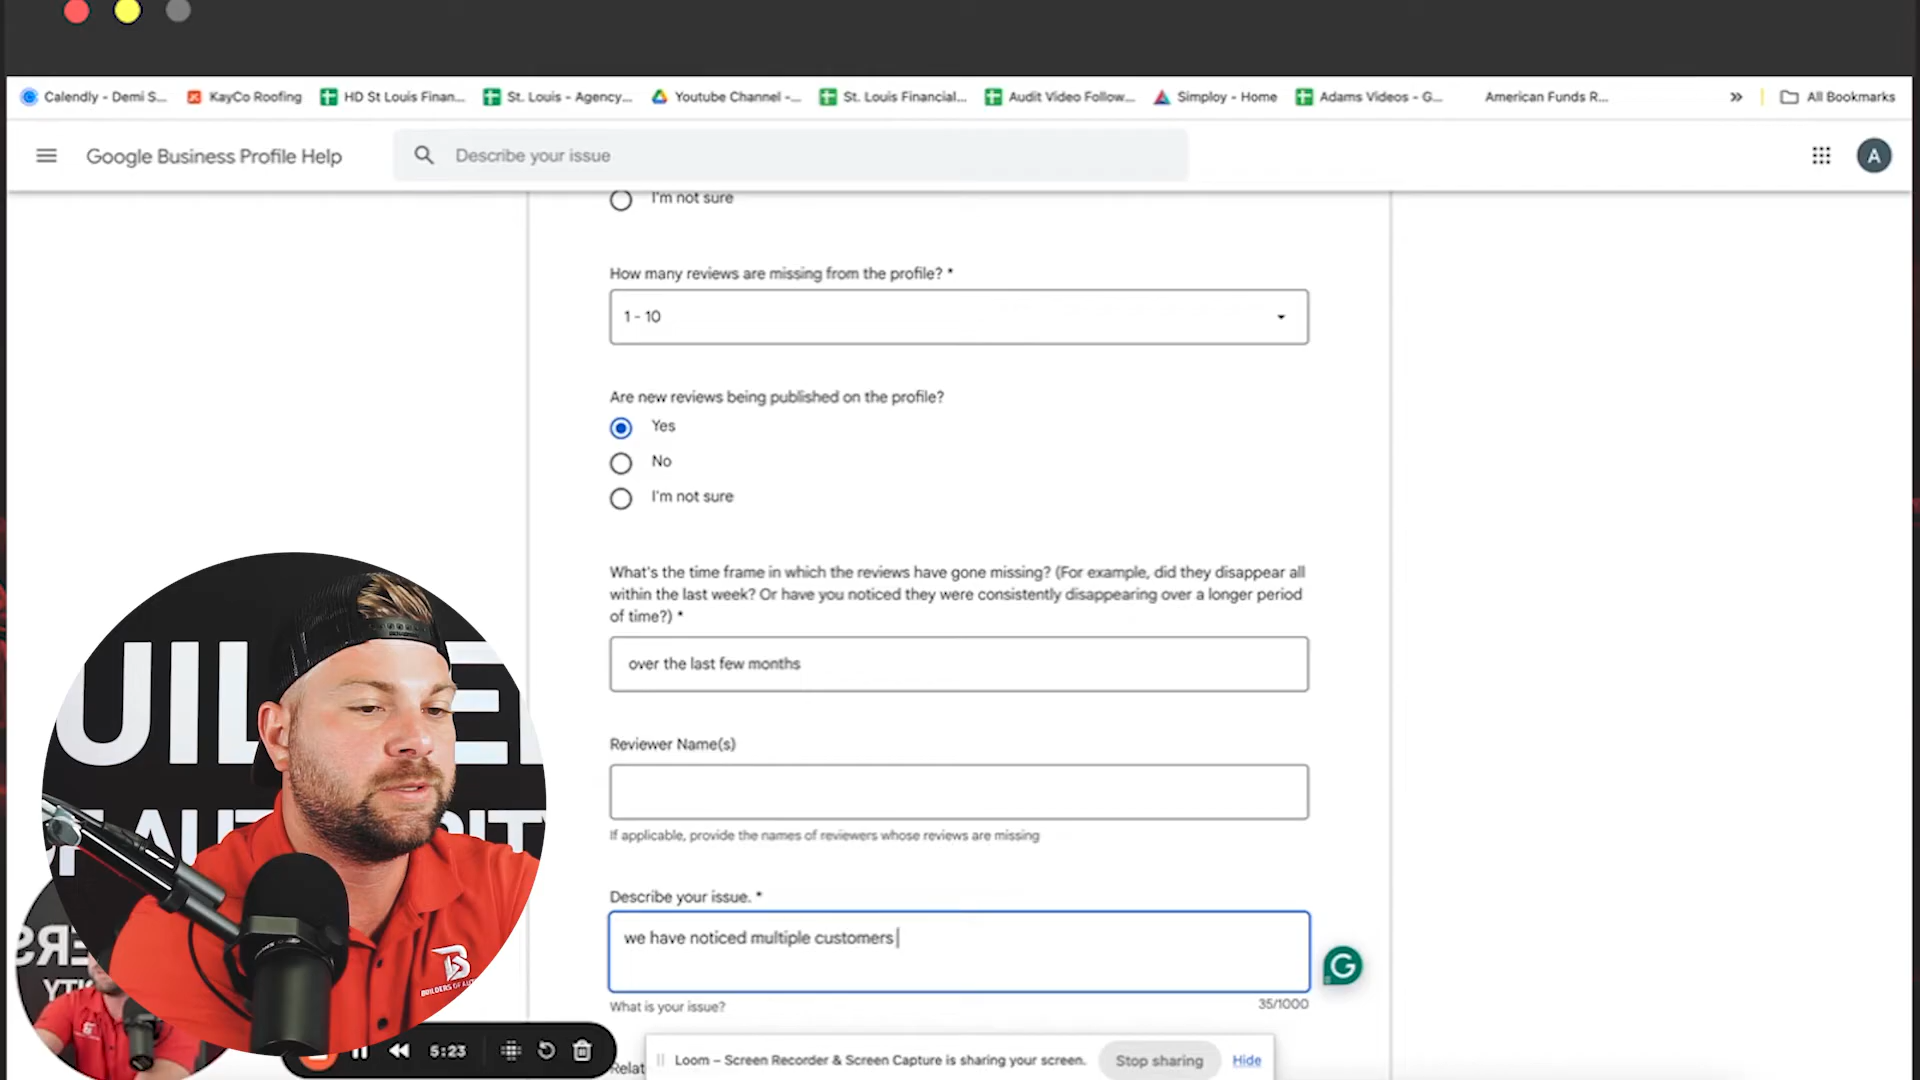 Calendly - Demi S...
KayCo Roofing
HD St Louis Finan...
St. Louis - Agency...
Youtube Channel -...
St. Louis Financial...
Audit Video Follow...
Simploy - Home
Adams Videos - G...
American Funds R...
All Bookmarks
Google Business Profile Help
Describe your issue
A
I'm not sure
How many reviews are missing from the profile? *
1 - 10
Are new reviews being published on the profile?
Yes
No
I'm not sure
What's the time frame in which the reviews have gone missing? (For example, did they disappear all
within the last week? Or have you noticed they were consistently disappearing over a longer period
of time?) *
over the last few months
Reviewer Name(s)
If applicable, provide the names of reviewers whose reviews are missing
Describe your issue. *
we have noticed multiple customers
What is your issue?
35/1000
5:23
Loom – Screen Recorder & Screen Capture is sharing your screen.
Stop sharing
Hide